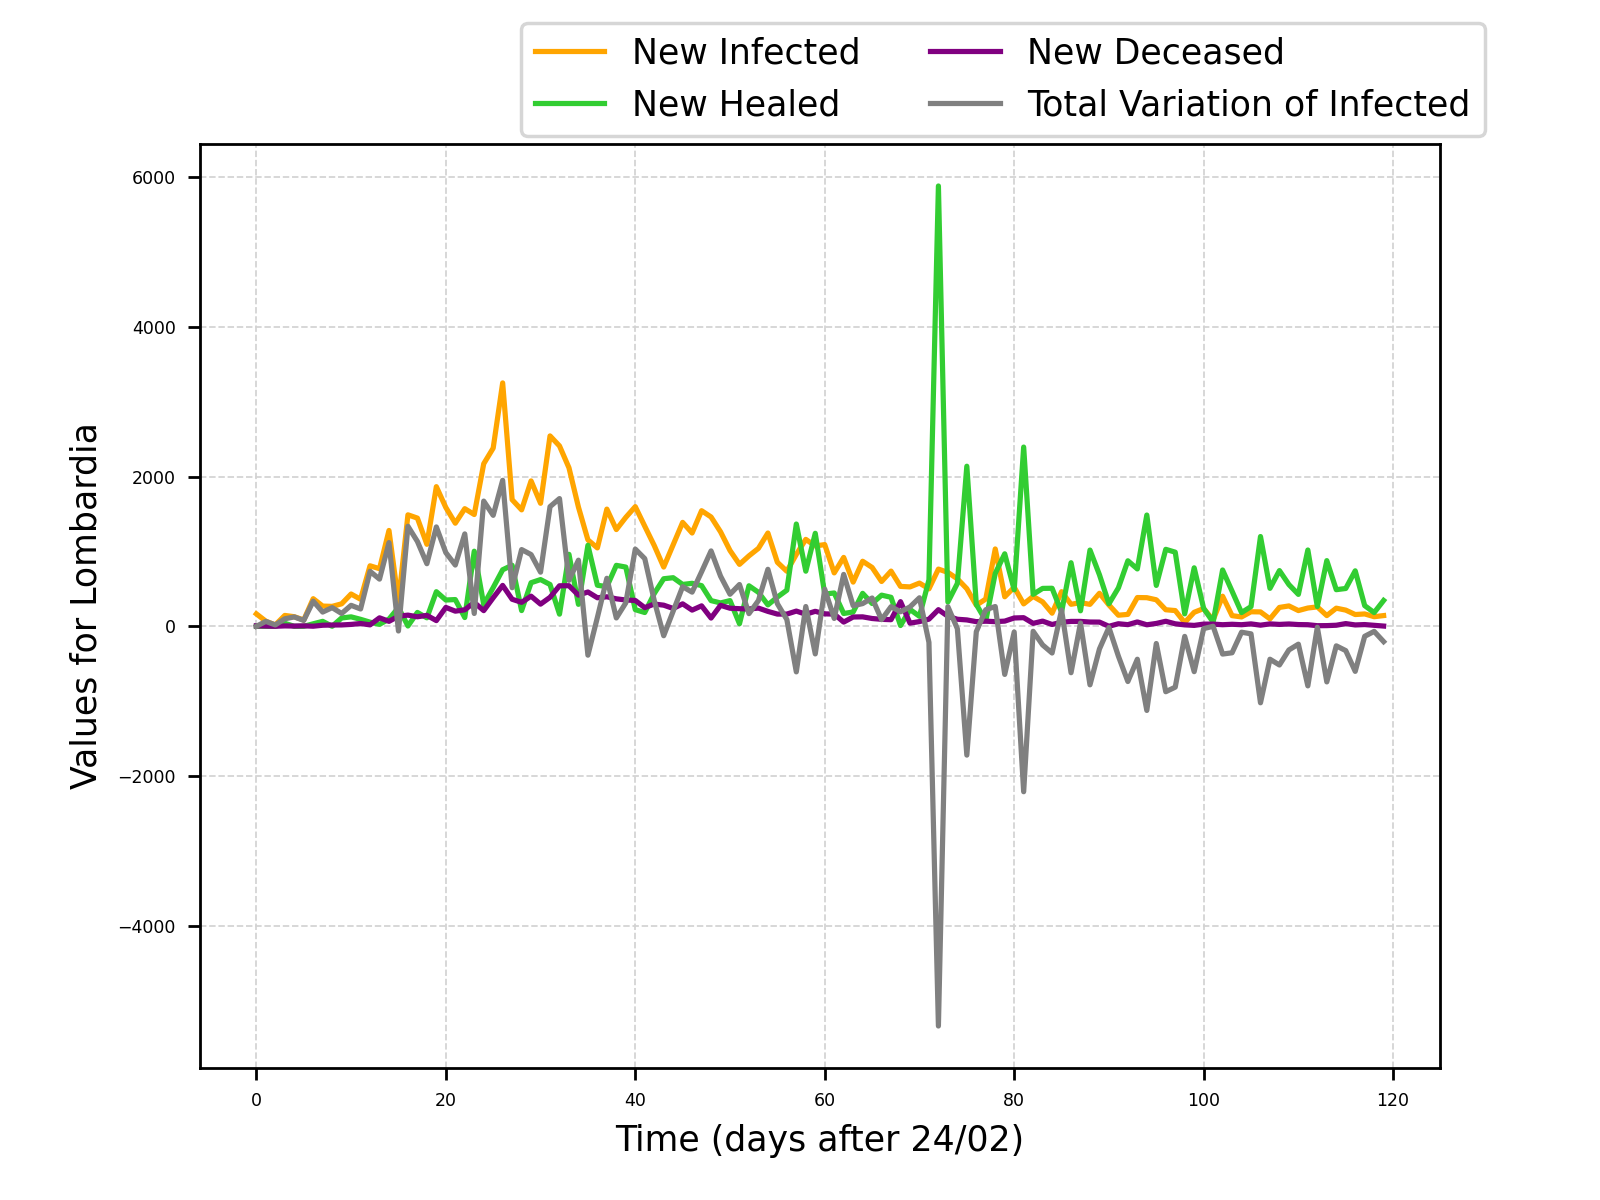 New Infected New Deceased
New Healed Total Variation of Infected
6000
4000
2000
0
−2000
−4000
Values for Lombardia
0 20 40 60 80 100 120
Time (days after 24/02)